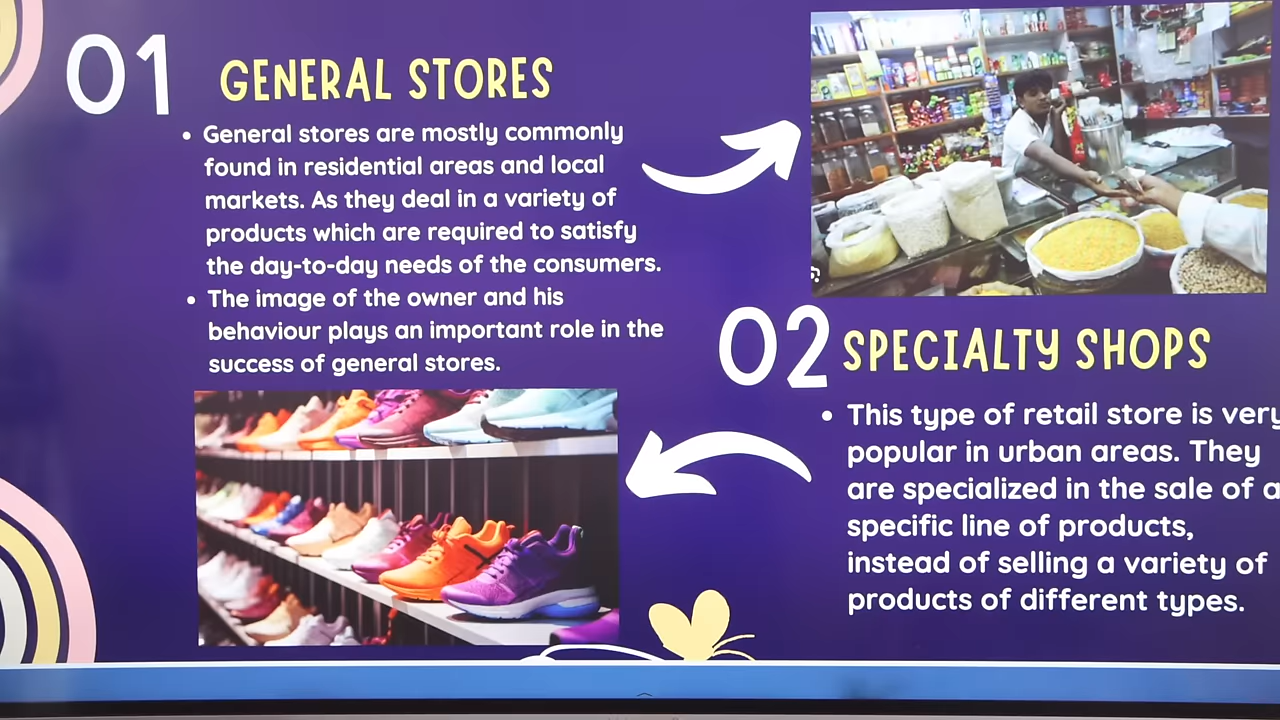 01 GENERAL STORES
• General stores are mostly commonly
found in residential areas and local
markets. As they deal in a variety of
products which are required to satisfy
the day-to-day needs of the consumers.
• The image of the owner and his
behaviour plays an important role in the
success of general stores.
02 SPECIALTY SHOPS
• This type of retail store is very
popular in urban areas. They
are specialized in the sale of a
specific line of products,
instead of selling a variety of
products of different types.